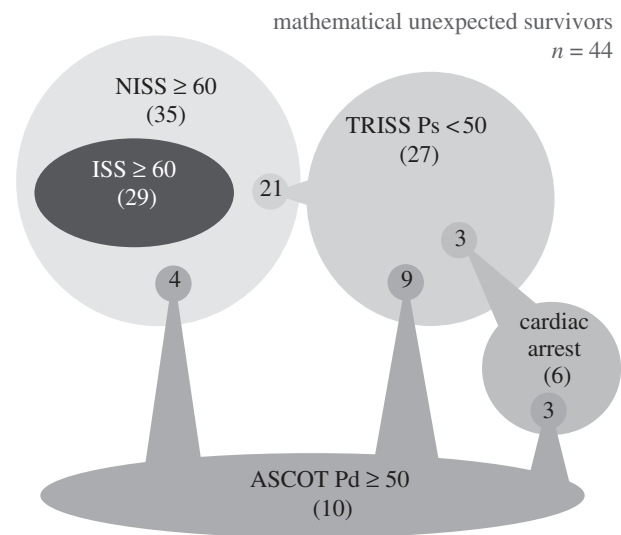 mathematical unexpected survivors
n = 44
NISS ≥ 60
(35)
ISS ≥ 60
(29)
21
4
TRISS Ps <50
(27)
3
9
cardiac
arrest
(6)
3
ASCOT Pd ≥ 50
(10)